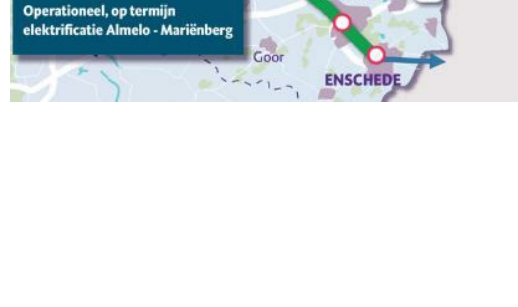 Operationeel, op termijn
elektrificatie Almelo - Mariënberg
Goor
ENSCHEDE